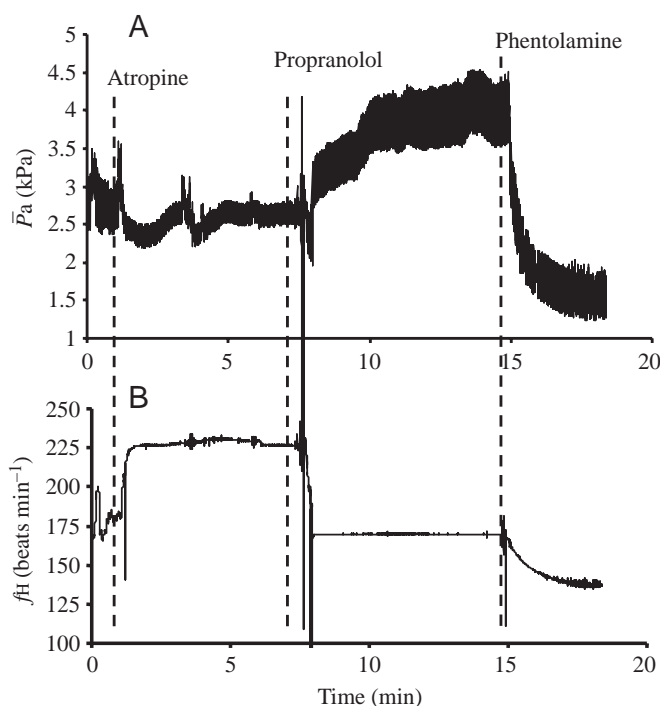 A
Atropine
Propranolol
Phentolamine
P̅a (kPa)
5
4.5
4
3.5
3
2.5
2
1.5
1
0 5 10 15 20
B
fH (beats min–1)
250
225
200
175
150
125
100
0 5 10 15 20
Time (min)